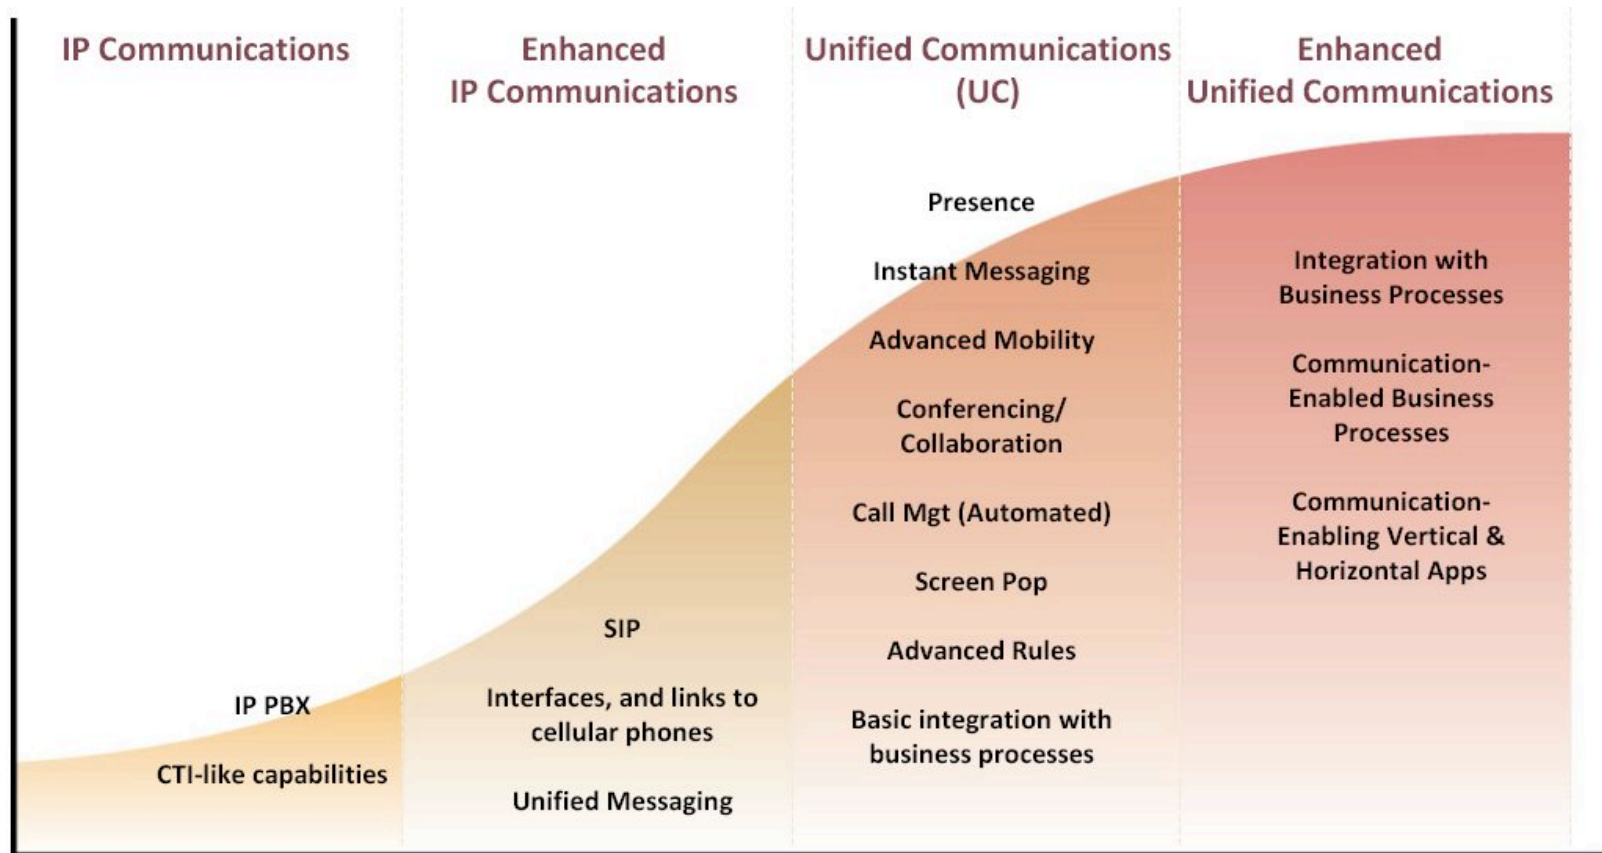 IP Communications
Enhanced
IP Communications
Unified Communications
(UC)
Enhanced
Unified Communications
IP PBX
CTI-like capabilities
SIP
Interfaces, and links to
cellular phones
Unified Messaging
Presence
Instant Messaging
Advanced Mobility
Conferencing/
Collaboration
Call Mgt (Automated)
Screen Pop
Advanced Rules
Basic integration with
business processes
Integration with
Business Processes
Communication-
Enabled Business
Processes
Communication-
Enabling Vertical &
Horizontal Apps